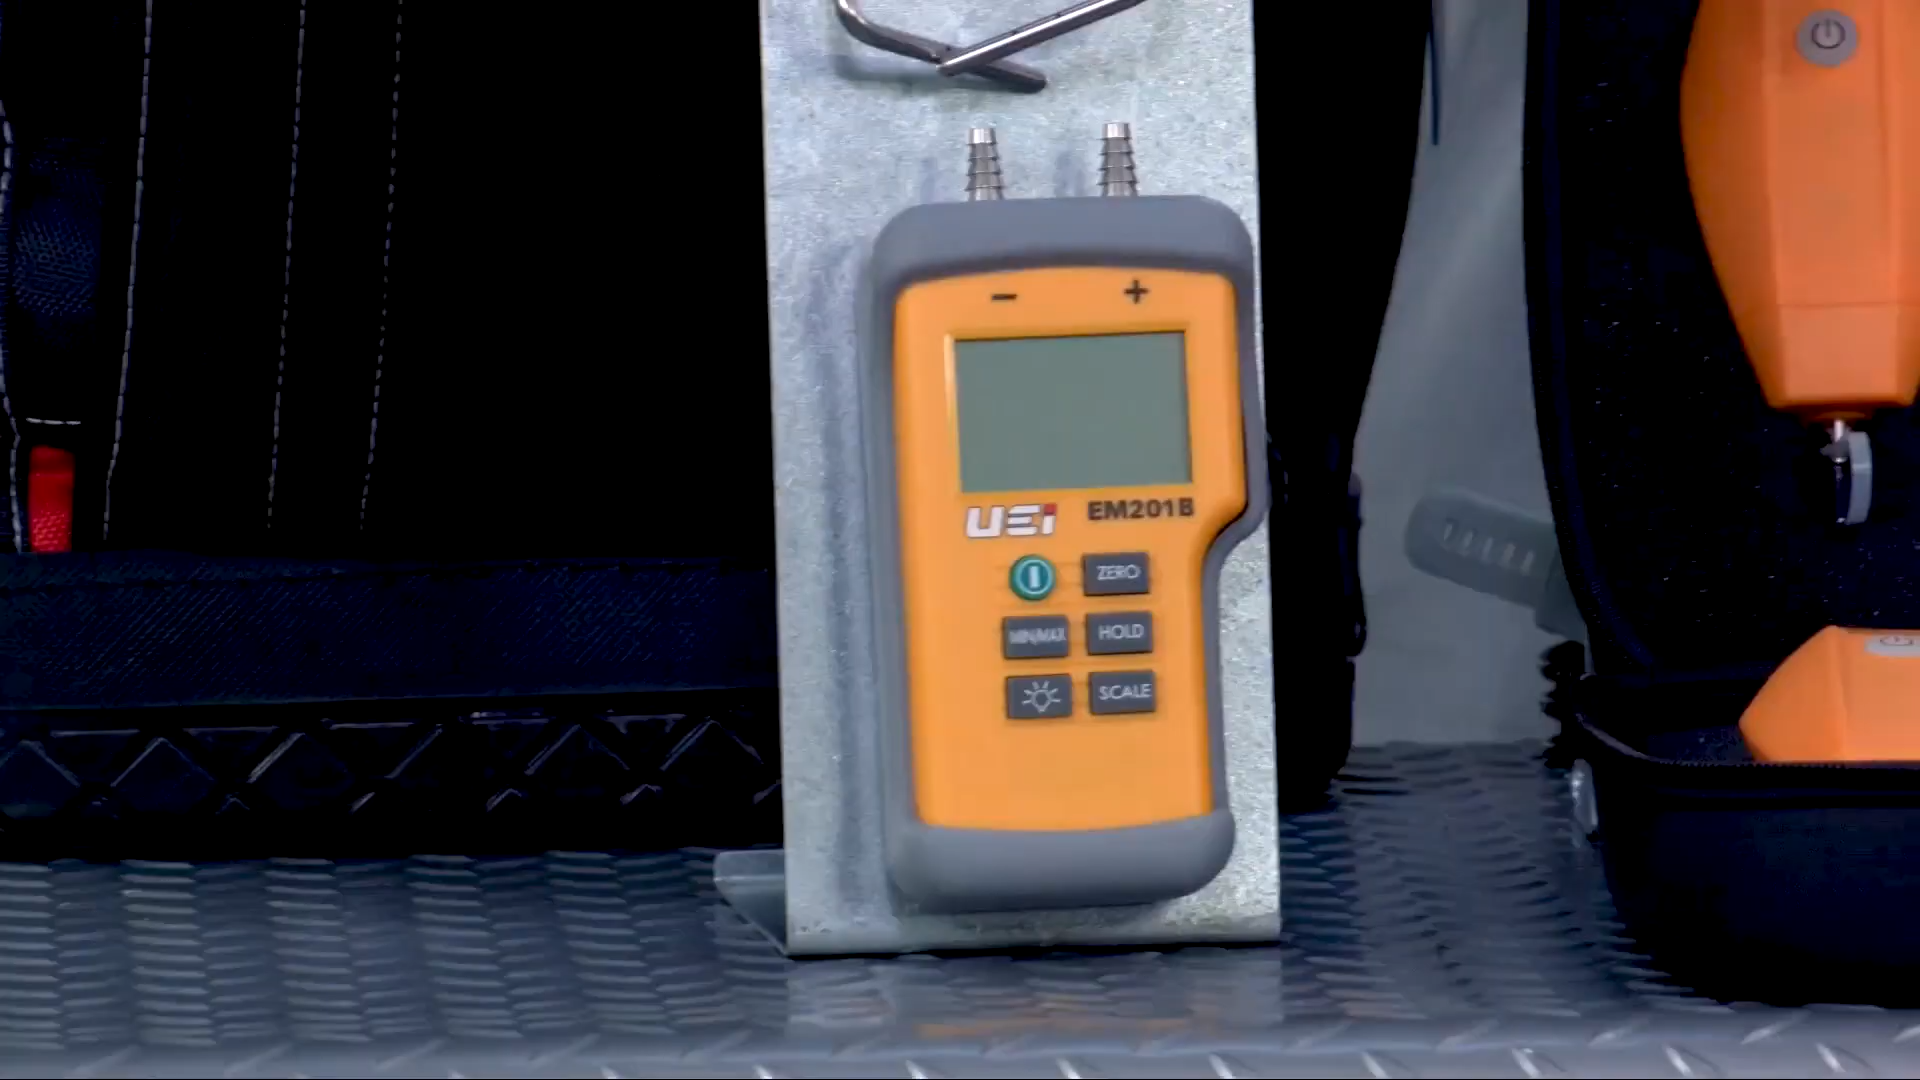 − +
UEi EM201B
ZERO
MIN/MAX HOLD
SCALE